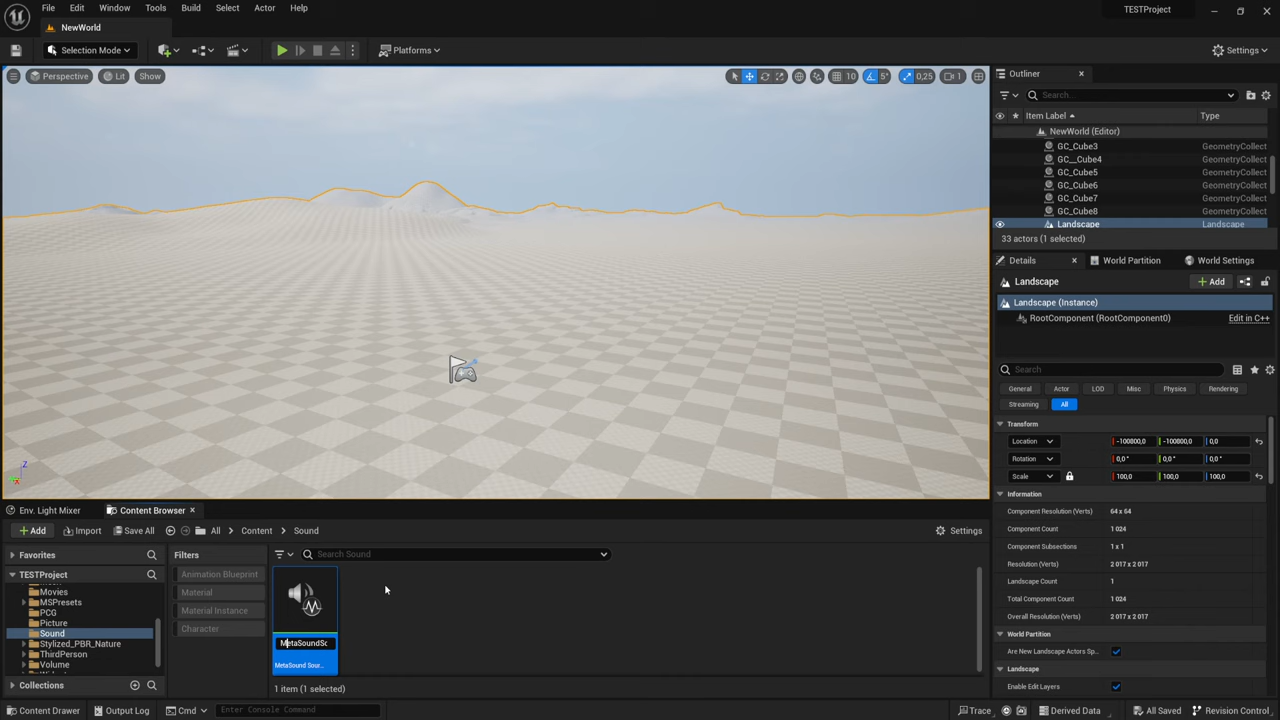 File Edit Window Tools Build Select Actor Help
TESTProject
NewWorld
Selection Mode
Platforms
Settings
Perspective Lit Show
10 5° 0,25 1
Outliner
Search...
Item Label Type
NewWorld (Editor)
GC_Cube3 GeometryCollect
GC__Cube4 GeometryCollect
GC_Cube5 GeometryCollect
GC_Cube6 GeometryCollect
GC_Cube7 GeometryCollect
GC_Cube8 GeometryCollect
Landscape Landscape
33 actors (1 selected)
Details World Partition World Settings
Landscape + Add
Landscape (Instance)
RootComponent (RootComponent0) Edit in C++
Search
General Actor LOD Misc Physics Rendering
Streaming All
Transform
Location -100800,0 -100800,0 0,0
Rotation 0,0 ° 0,0 ° 0,0 °
Scale 100,0 100,0 100,0
Information
Component Resolution (Verts) 64 x 64
Component Count 1 024
Component Subsections 1 x 1
Resolution (Verts) 2 017 x 2 017
Landscape Count 1
Total Component Count 1 024
Overall Resolution (Verts) 2 017 x 2 017
World Partition
Are New Landscape Actors Sp...
Landscape
Enable Edit Layers
Z
Env. Light Mixer Content Browser
+ Add Import Save All All Content Sound Settings
Favorites
TESTProject
Movies
MSPresets
PCG
Picture
Sound
Stylized_PBR_Nature
ThirdPerson
Volume
Collections
Filters
Animation Blueprint
Material
Material Instance
Character
Search Sound
MetaSoundSc
MetaSound Sour...
1 item (1 selected)
Content Drawer Output Log Cmd Enter Console Command
Trace Derived Data All Saved Revision Control